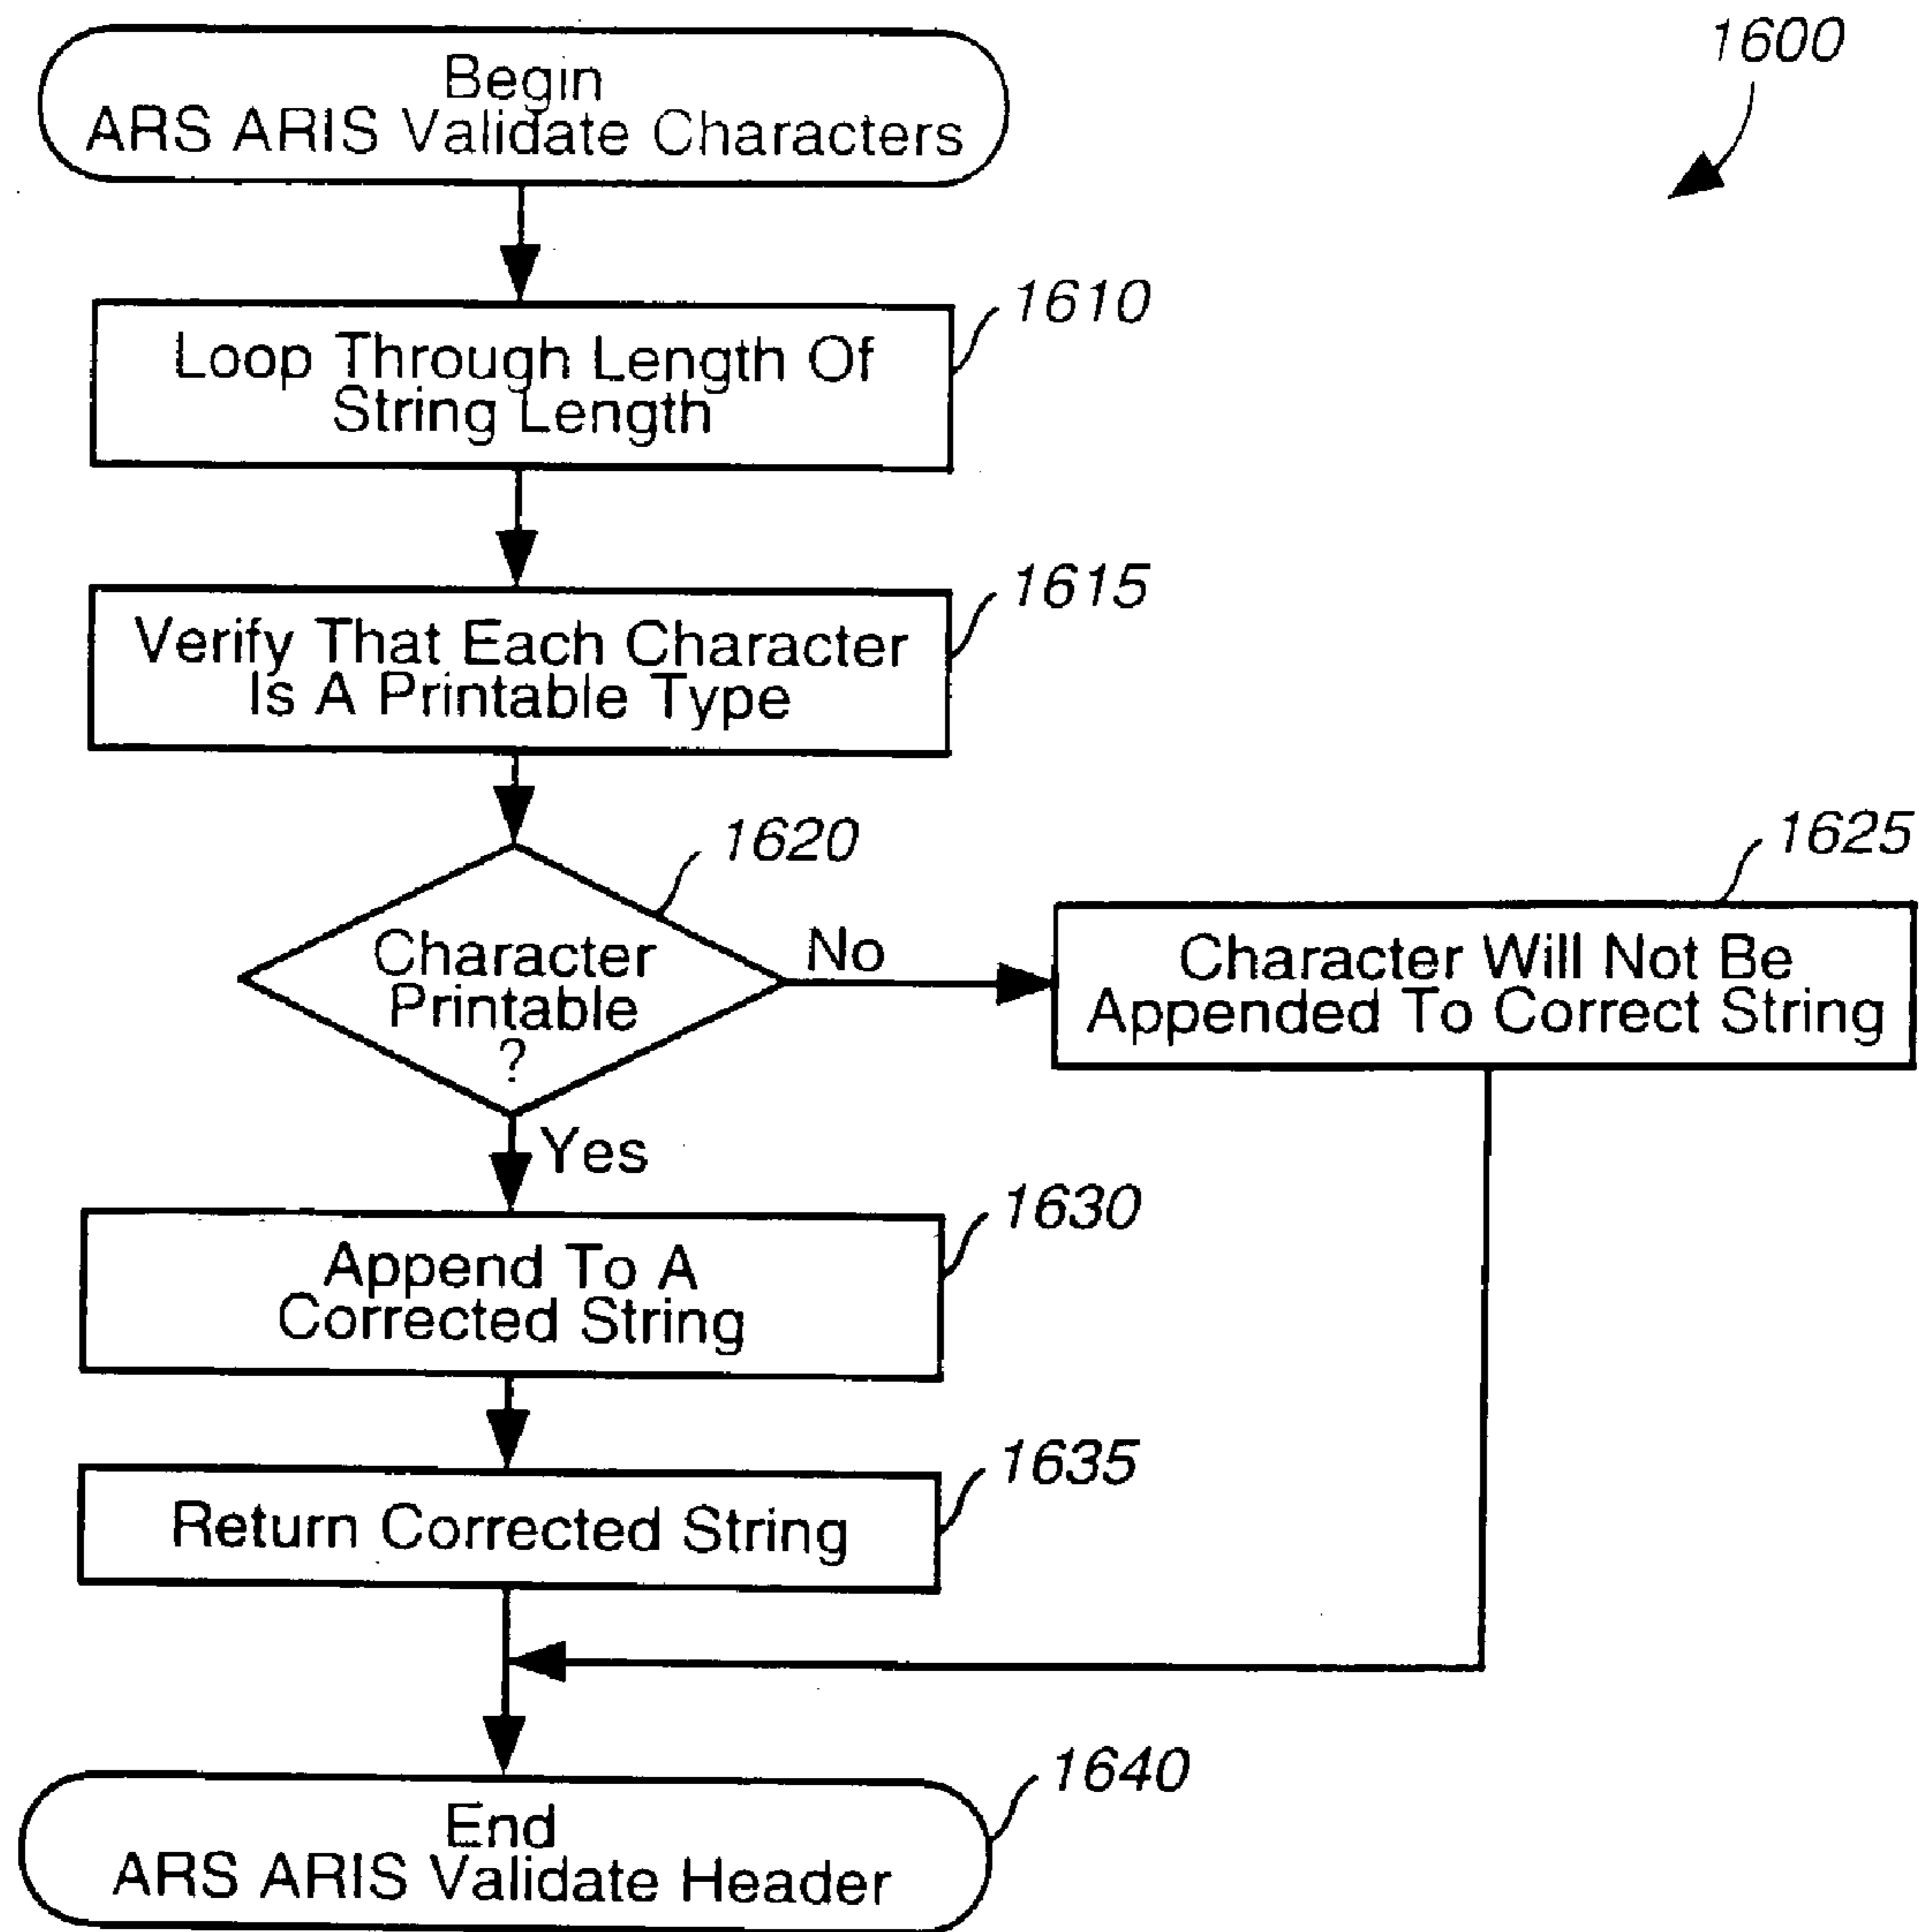 1600
Begin
ARS ARIS Validate Characters
1610
Loop Through Length Of
String Length
1615
Verify That Each Character
Is A Printable Type
1620
Character
Printable
?
No
1625
Character Will Not Be
Appended To Correct String
Yes
1630
Append To A
Corrected String
1635
Return Corrected String
1640
End
ARS ARIS Validate Header